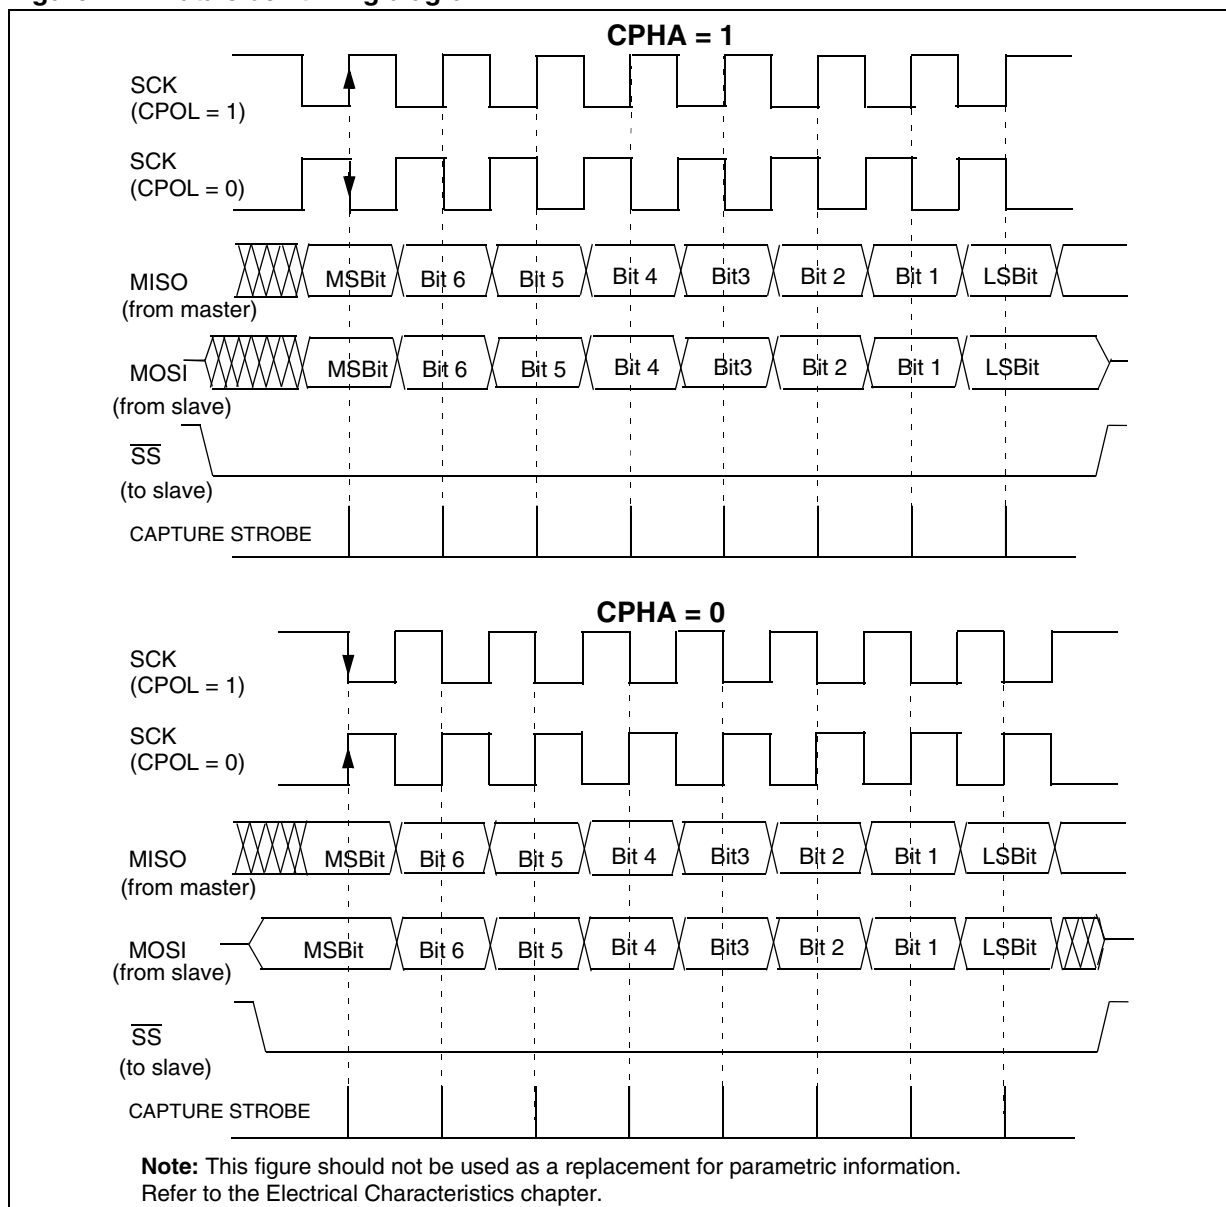 CPHA = 1
SCK
(CPOL = 1)
SCK
(CPOL = 0)
MISO
(from master)
MSBit Bit 6 Bit 5 Bit 4 Bit3 Bit 2 Bit 1 LSBit
MOSI
(from slave)
MSBit Bit 6 Bit 5 Bit 4 Bit3 Bit 2 Bit 1 LSBit
SS
(to slave)
CAPTURE STROBE
CPHA = 0
SCK
(CPOL = 1)
SCK
(CPOL = 0)
MISO
(from master)
MSBit Bit 6 Bit 5 Bit 4 Bit3 Bit 2 Bit 1 LSBit
MOSI
(from slave)
MSBit Bit 6 Bit 5 Bit 4 Bit3 Bit 2 Bit 1 LSBit
SS
(to slave)
CAPTURE STROBE
Note: This figure should not be used as a replacement for parametric information.
Refer to the Electrical Characteristics chapter.